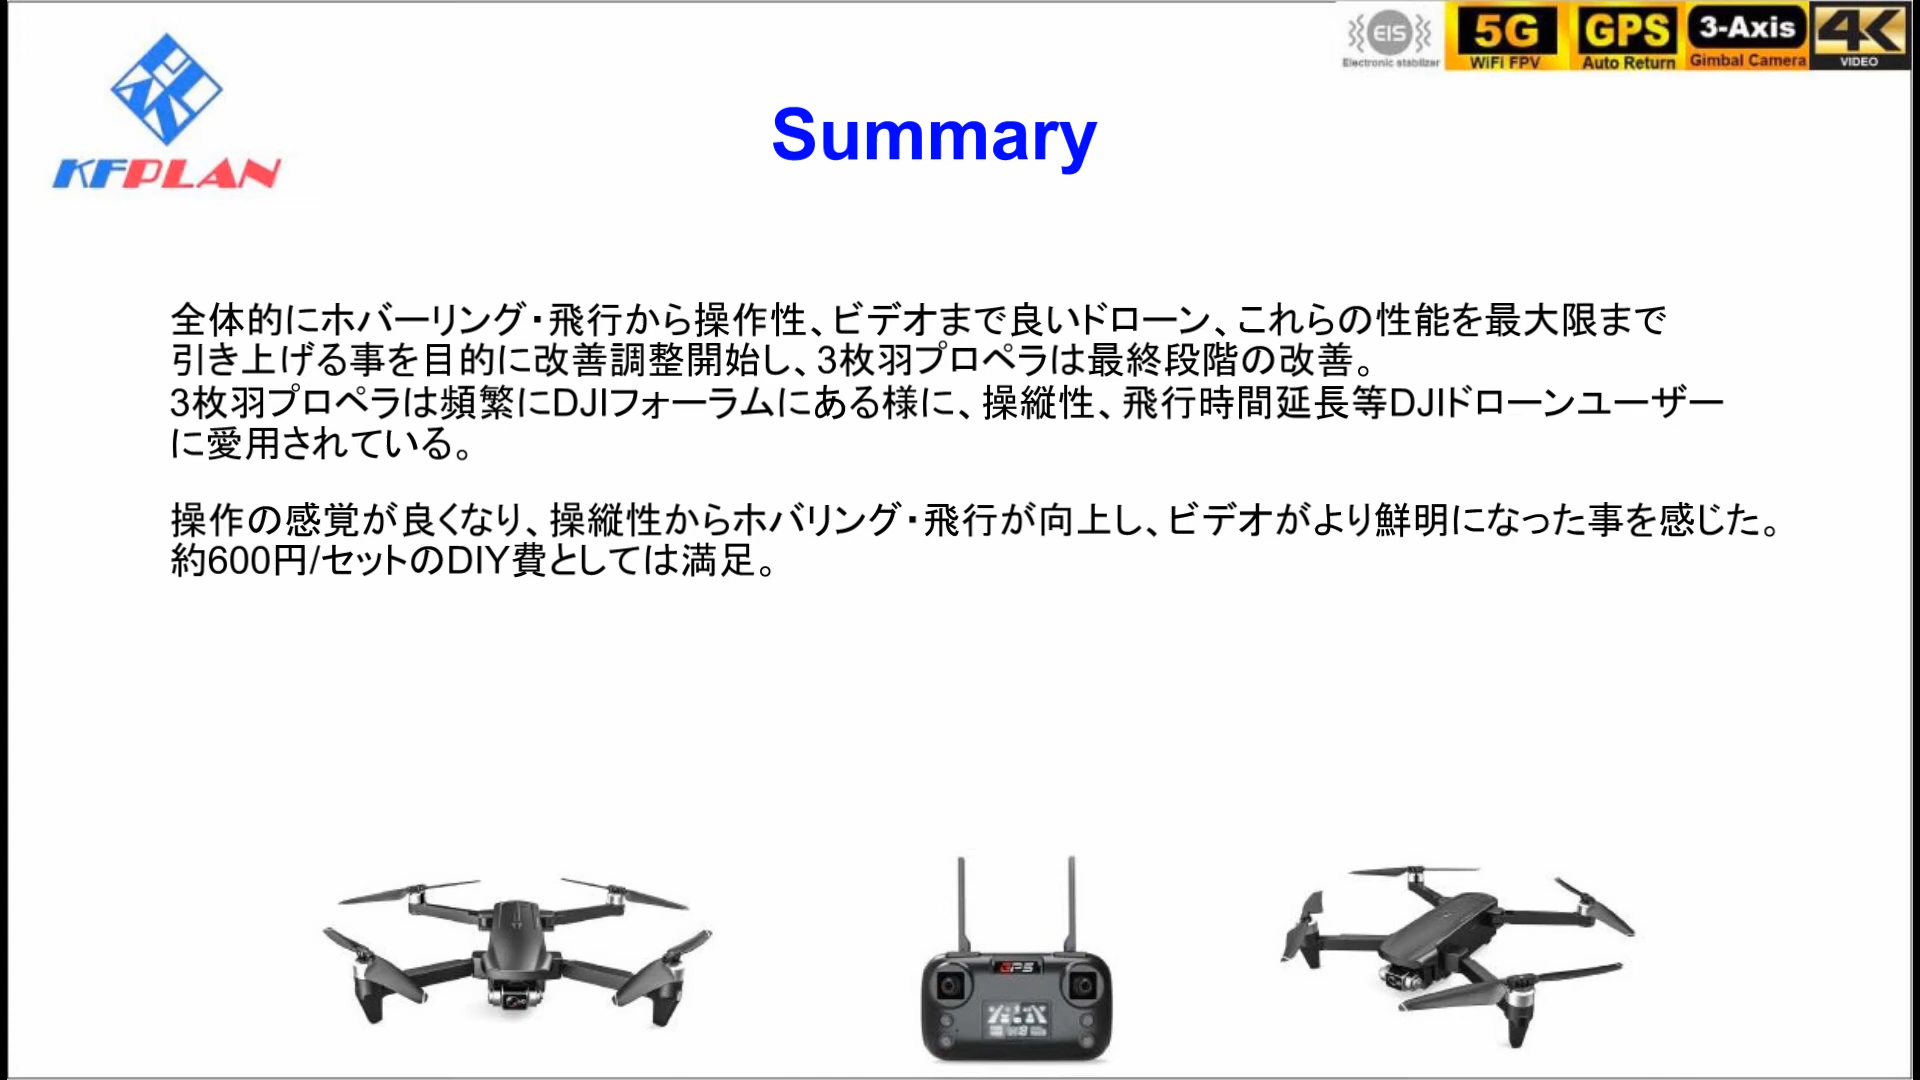 EIS
Electronic stabilizer
5G
WiFi FPV
GPS
Auto Return
3-Axis
Gimbal Camera
4K
VIDEO
KFPLAN
Summary
全体的にホバーリング・飛行から操作性、ビデオまで良いドローン、これらの性能を最大限まで
引き上げる事を目的に改善調整開始し、3枚羽プロペラは最終段階の改善。
3枚羽プロペラは頻繁にDJIフォーラムにある様に、操縦性、飛行時間延長等DJIドローンユーザー
に愛用されている。
操作の感覚が良くなり、操縦性からホバリング・飛行が向上し、ビデオがより鮮明になった事を感じた。
約600円/セットのDIY費としては満足。
GPS